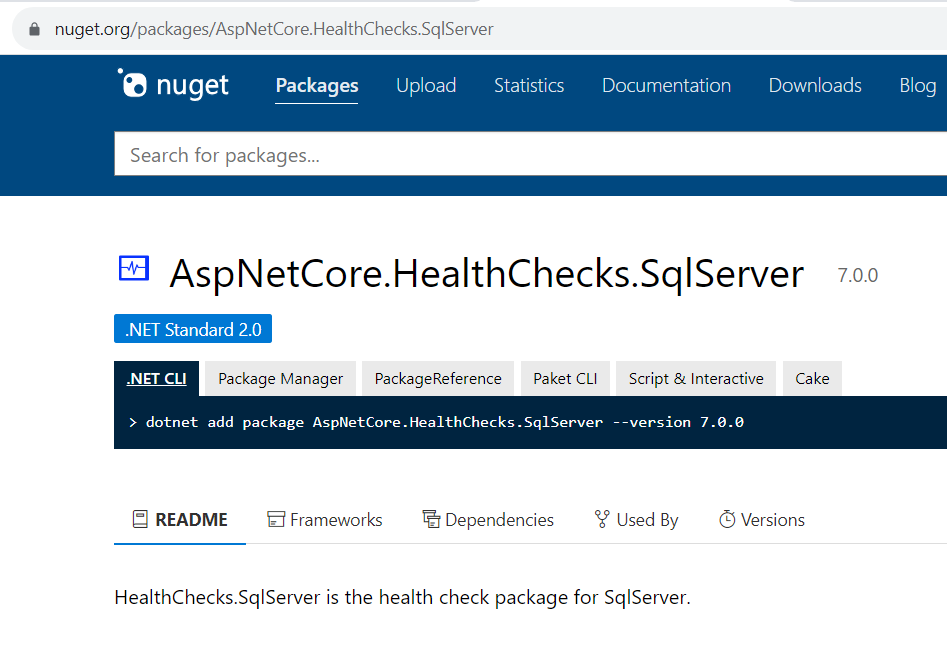 nuget.org/packages/AspNetCore.HealthChecks.SqlServer
nuget Packages Upload Statistics Documentation Downloads Blog
Search for packages...
AspNetCore.HealthChecks.SqlServer 7.0.0
.NET Standard 2.0
.NET CLI Package Manager PackageReference Paket CLI Script & Interactive Cake
> dotnet add package AspNetCore.HealthChecks.SqlServer --version 7.0.0
README Frameworks Dependencies Used By Versions
HealthChecks.SqlServer is the health check package for SqlServer.